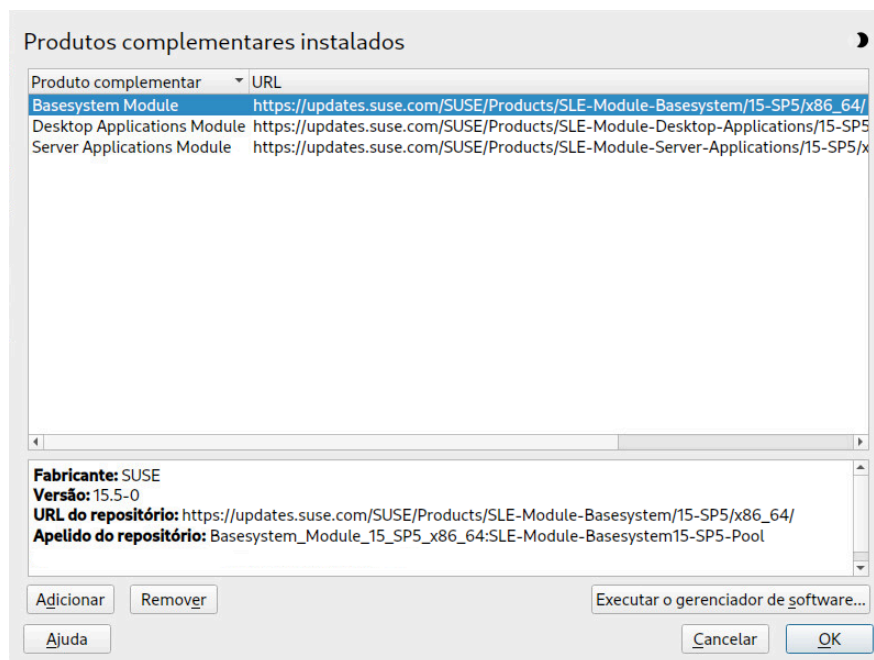 Produtos complementares instalados
Produto complementar URL
Basesystem Module https://updates.suse.com/SUSE/Products/SLE-Module-Basesystem/15-SP5/x86_64/
Desktop Applications Module https://updates.suse.com/SUSE/Products/SLE-Module-Desktop-Applications/15-SP5
Server Applications Module https://updates.suse.com/SUSE/Products/SLE-Module-Server-Applications/15-SP5/x
Fabricante: SUSE
Versão: 15.5-0
URL do repositório: https://updates.suse.com/SUSE/Products/SLE-Module-Basesystem/15-SP5/x86_64/
Apelido do repositório: Basesystem_Module_15_SP5_x86_64:SLE-Module-Basesystem15-SP5-Pool
Adicionar Remover Executar o gerenciador de software...
Ajuda Cancelar OK